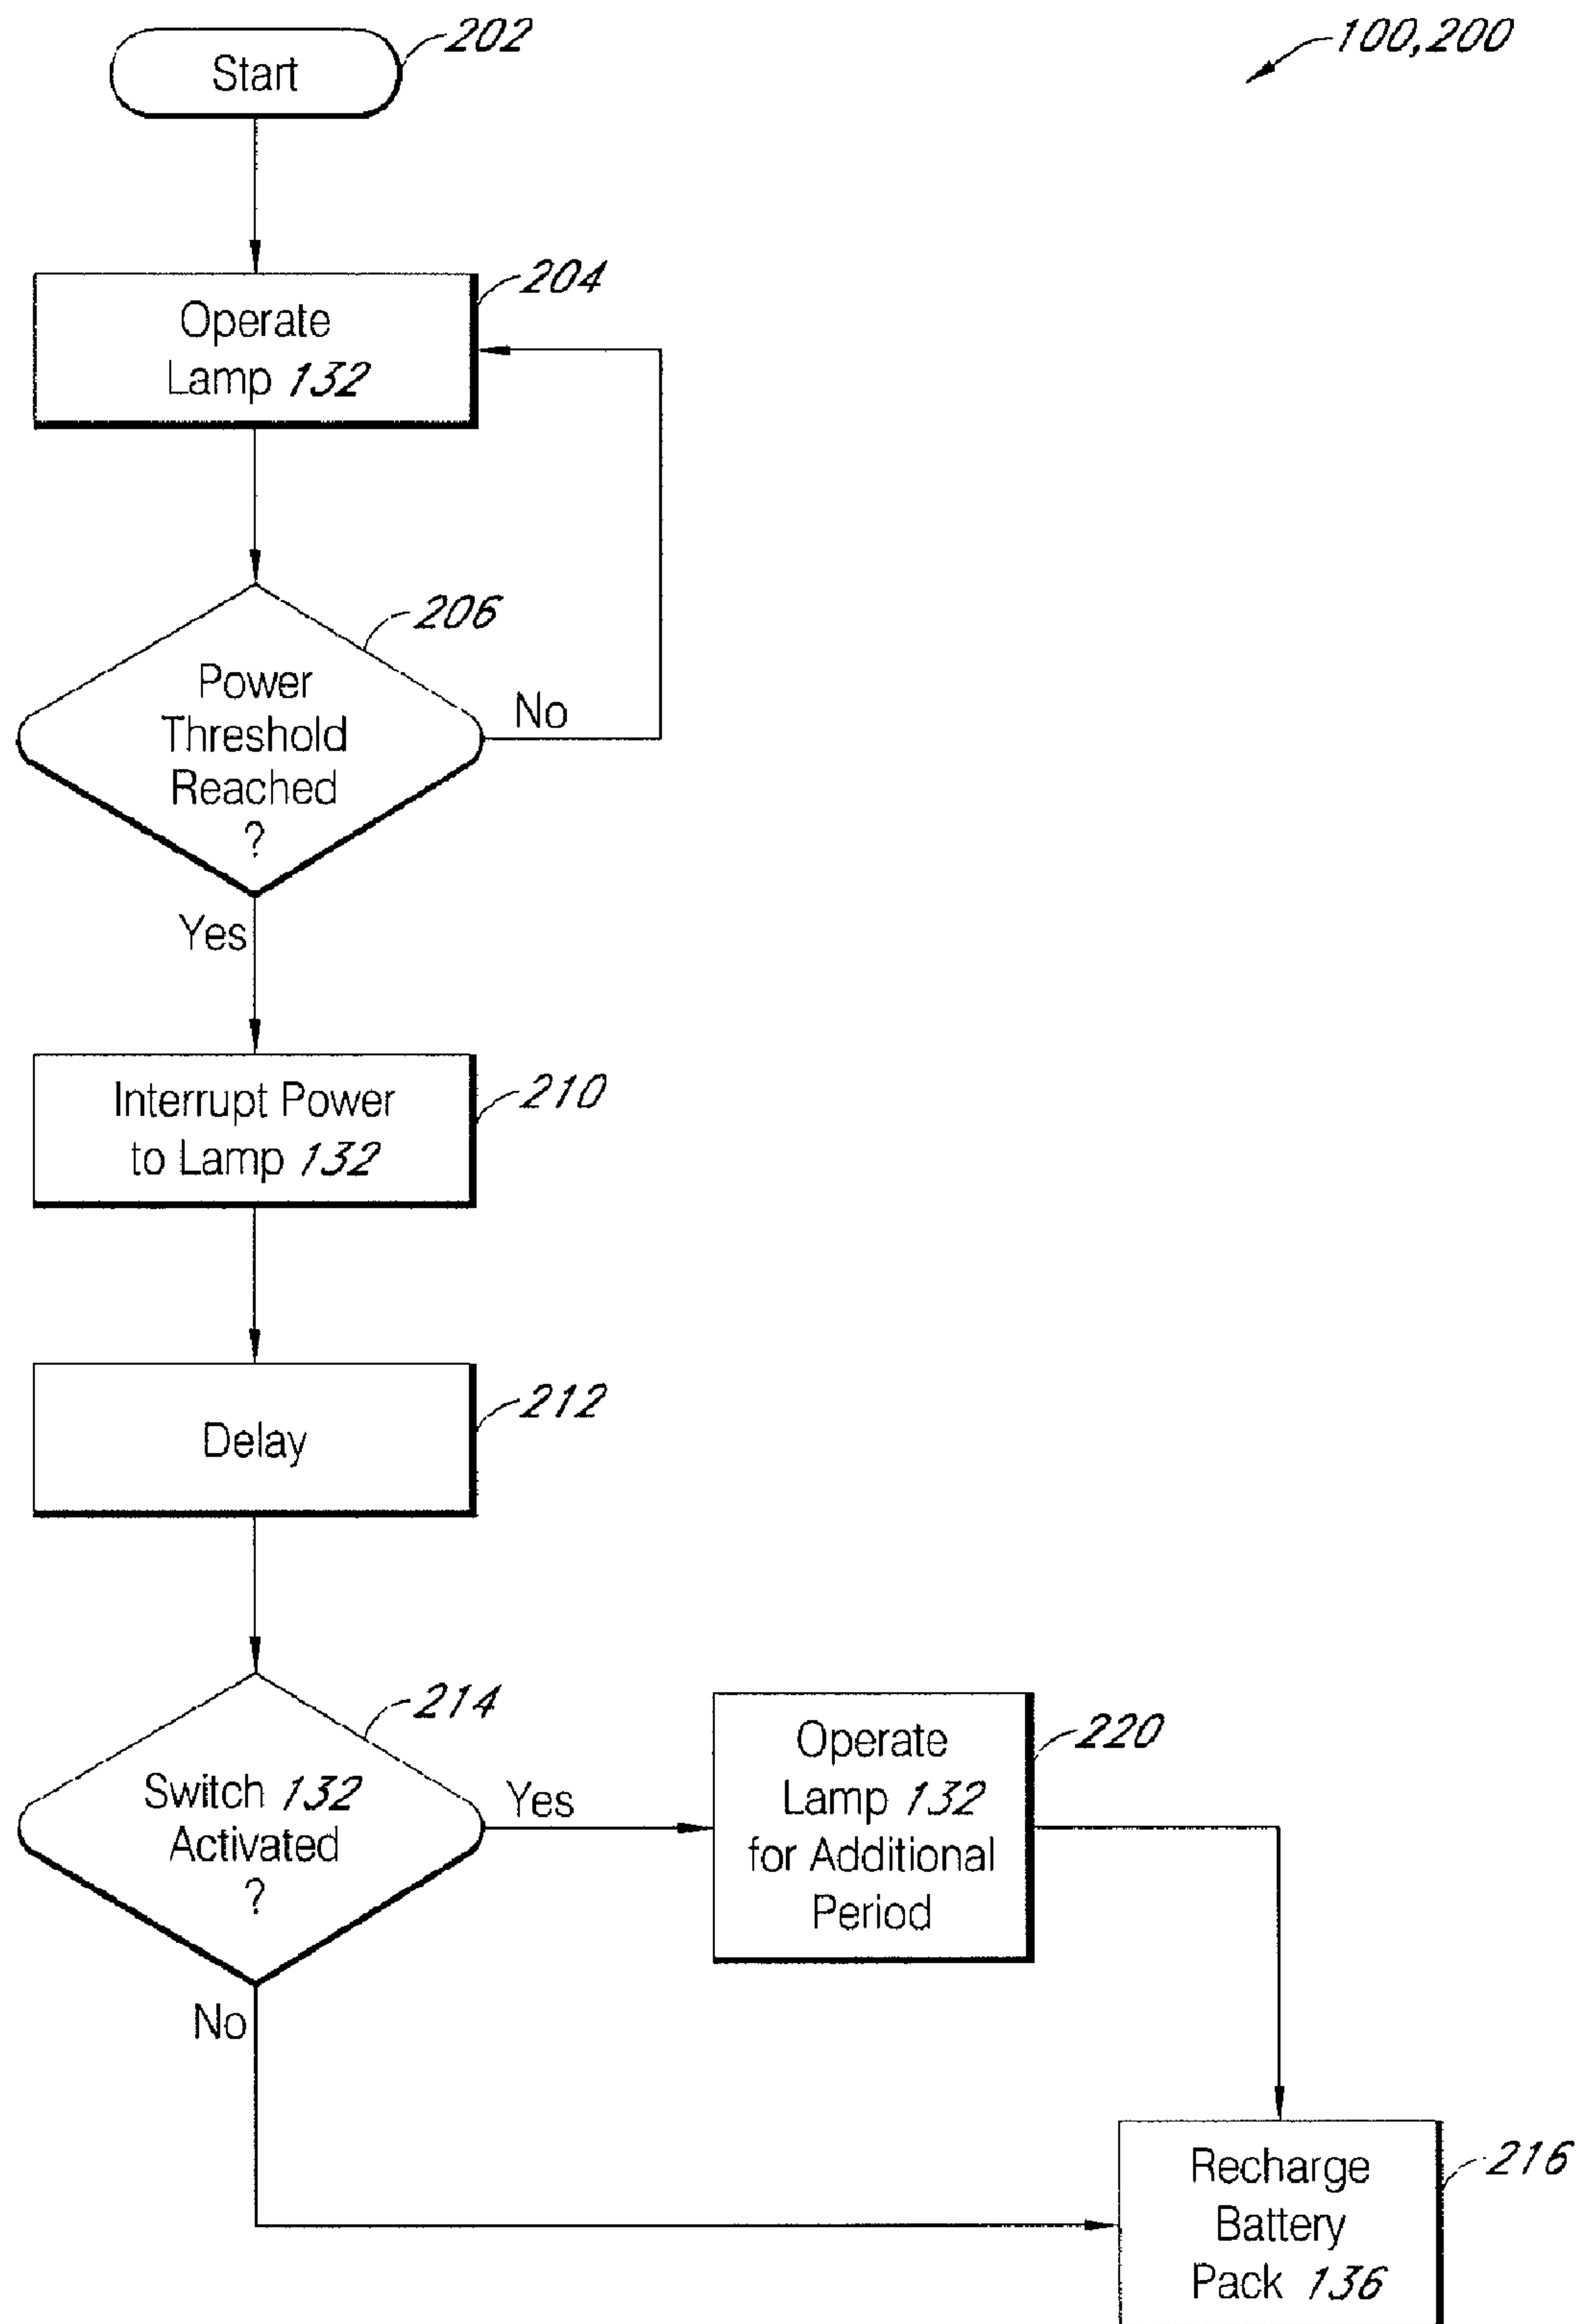 202
Start
100,200
204
Operate
Lamp 132
206
Power
Threshold
Reached
?
No
Yes
210
Interrupt Power
to Lamp 132
212
Delay
214
Switch 132
Activated
?
Yes
220
Operate
Lamp 132
for Additional
Period
No
216
Recharge
Battery
Pack 136